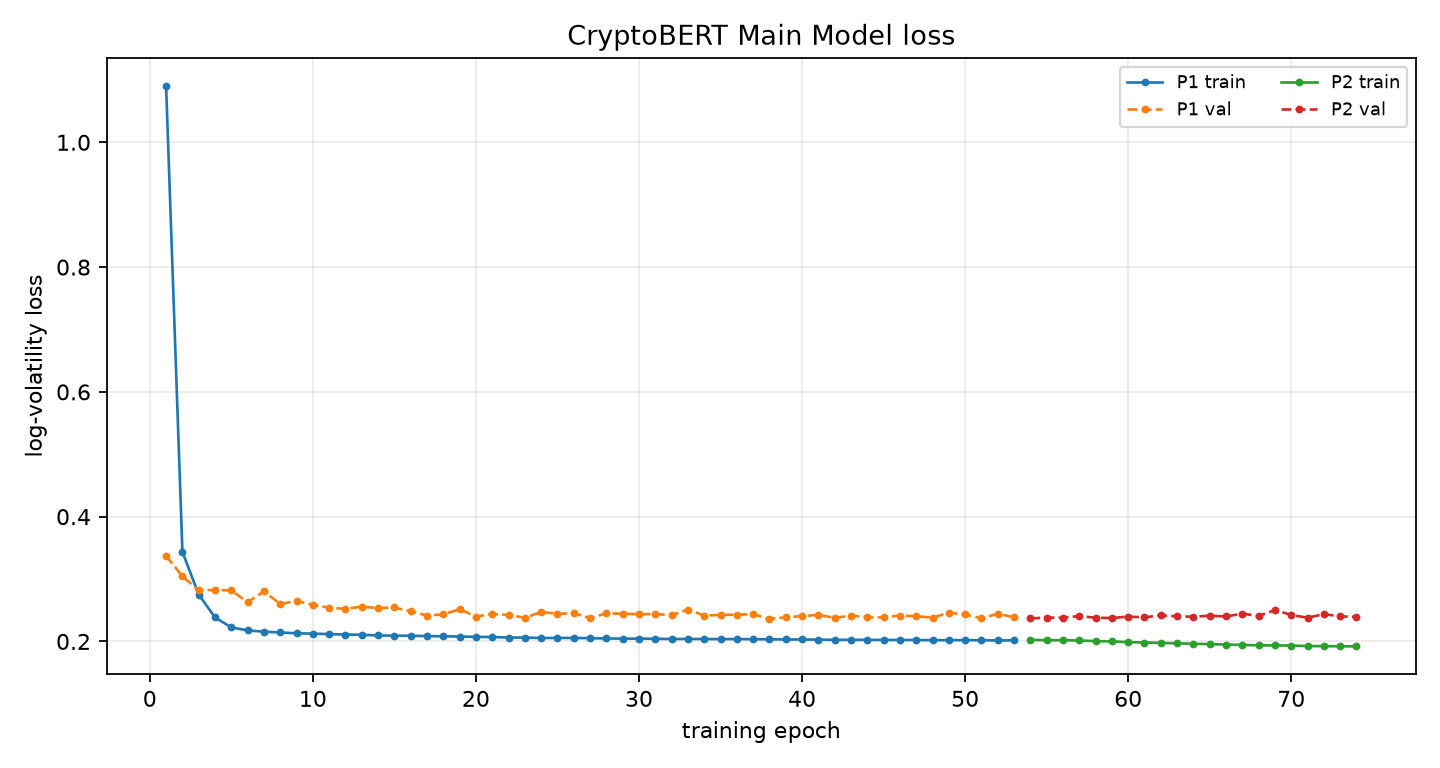 CryptoBERT Main Model loss
P1 train
P2 train
P1 val
P2 val
log-volatility loss
1.0
0.8
0.6
0.4
0.2
0 10 20 30 40 50 60 70
training epoch